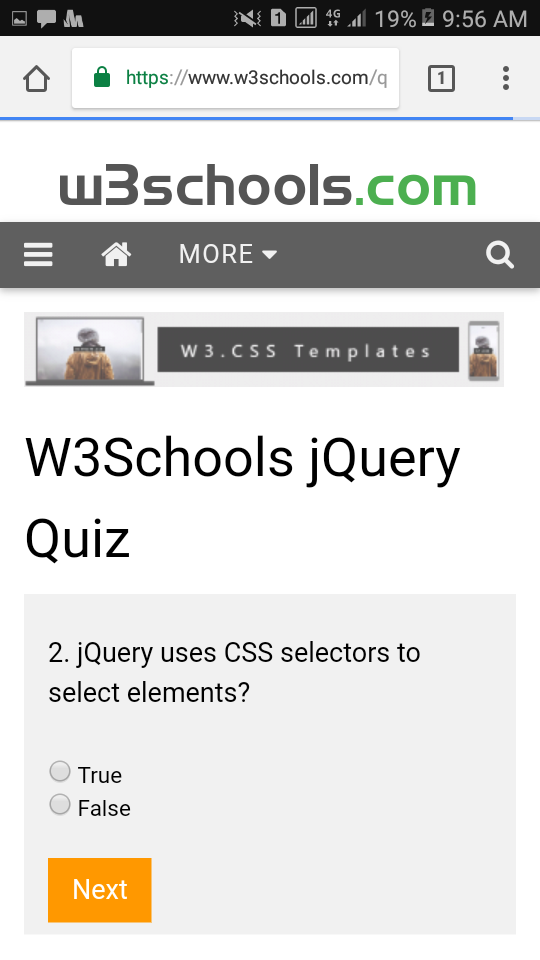 1 4G 19% 9:56 AM
https://www.w3schools.com/q
1
w3schools.com
MORE
W3.CSS Templates
W3Schools jQuery
Quiz
2. jQuery uses CSS selectors to
select elements?
True
False
Next